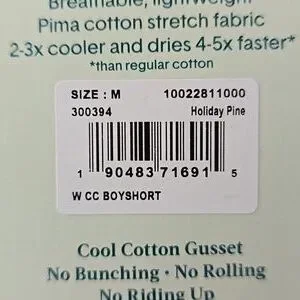 Breathable, lightweight
Pima cotton stretch fabric
2-3x cooler and dries 4-5x faster*
*than regular cotton
SIZE : M 10022811000
300394 Holiday Pine
1 90483 71691 5
W CC BOYSHORT
Cool Cotton Gusset
No Bunching • No Rolling
No Riding Up